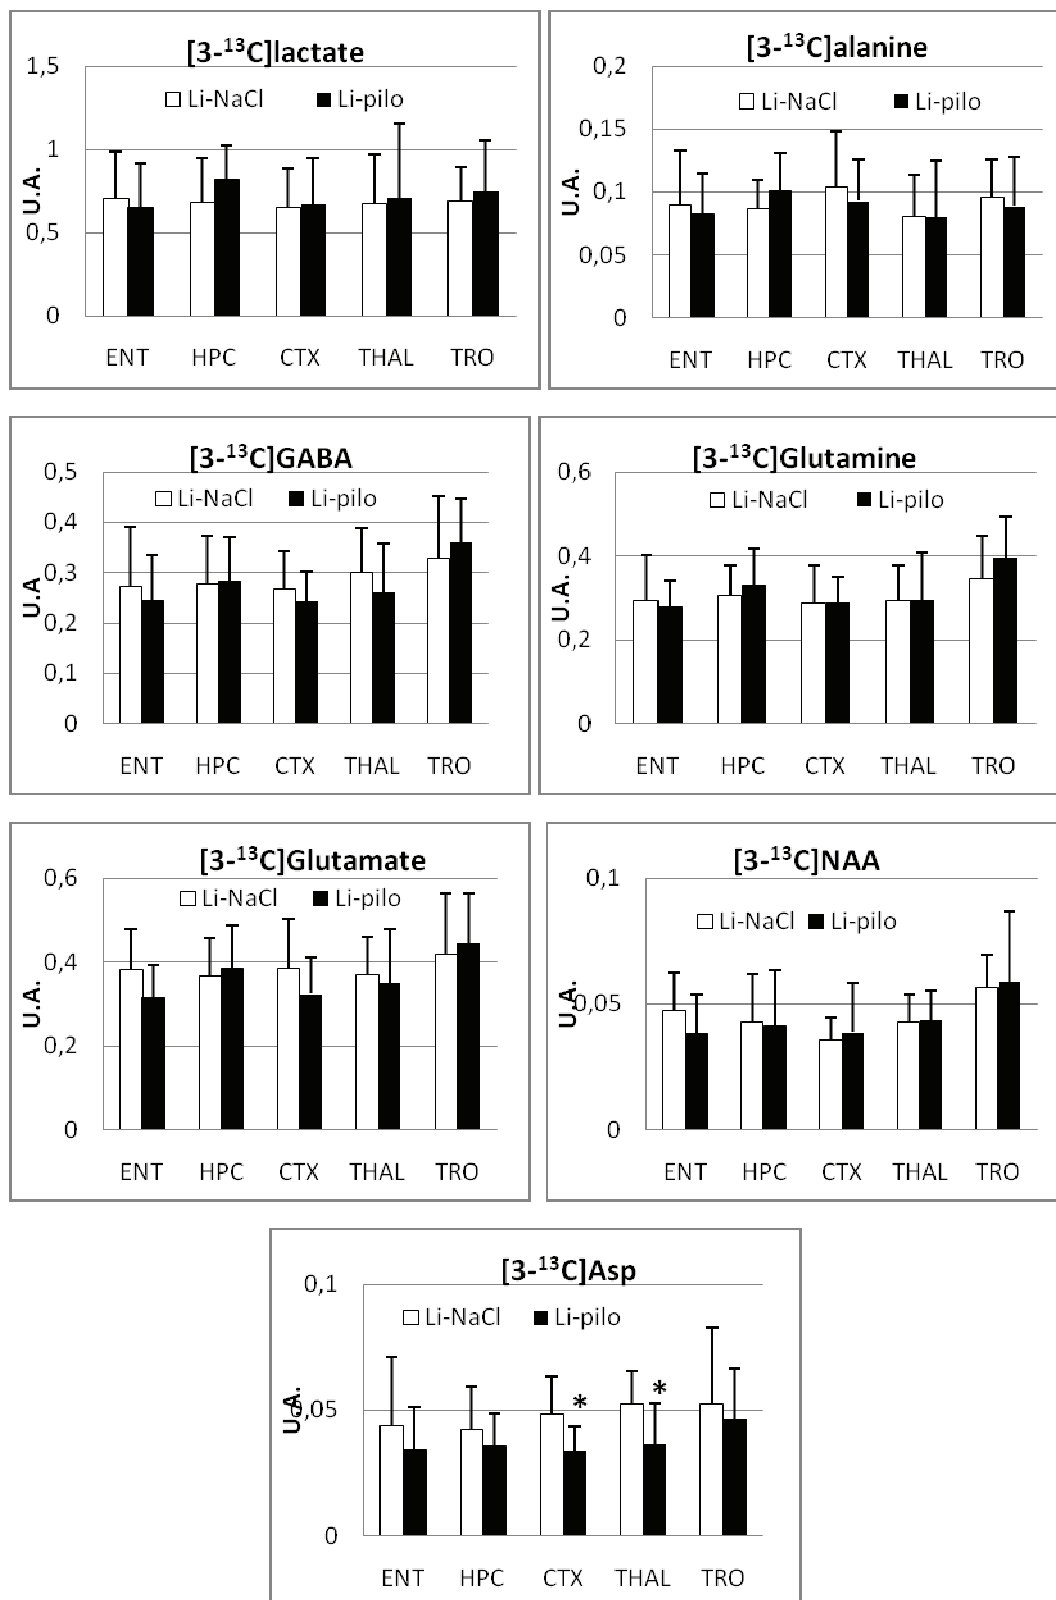 [3-¹³C]lactate
1,5
Li-NaCl Li-pilo
1
U.A.
0,5
0
ENT HPC CTX THAL TRO
[3-¹³C]alanine
0,2
Li-NaCl Li-pilo
0,15
U.A.
0,1
0,05
0
ENT HPC CTX THAL TRO
[3-¹³C]GABA
0,5
Li-NaCl Li-pilo
0,4
0,3
U.A
0,2
0,1
0
ENT HPC CTX THAL TRO
[3-¹³C]Glutamine
0,6
Li-NaCl Li-pilo
0,4
U.A.
0,2
0
ENT HPC CTX THAL TRO
[3-¹³C]Glutamate
0,6
Li-NaCl Li-pilo
0,4
U.A.
0,2
0
ENT HPC CTX THAL TRO
[3-¹³C]NAA
0,1
Li-NaCl Li-pilo
U.A.
0,05
0
ENT HPC CTX THAL TRO
[3-¹³C]Asp
0,1
Li-NaCl Li-pilo
* *
U.A.
0,05
0
ENT HPC CTX THAL TRO